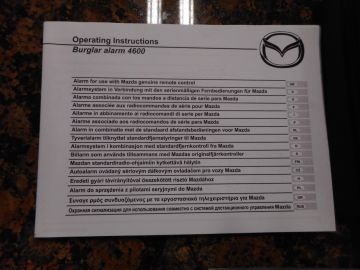 Operating Instructions
Burglar alarm 4600
Alarm for use with Mazda genuine remote control
Alarmsystem in Verbindung mit den serienmäßigen Fernbedienungen für Mazda
Alarma combinada con los mandos a distancia de serie para Mazda
Alarme associée aux radiocommandes de série pour Mazda
Allarme in abbinamento ai radiocomandi di serie per Mazda
Alarme associado aos radiocomandos de série para Mazda
Alarm in combinatie met de standaard afstandsbedieningen voor Mazda
Tyverialarm tilknyttet standardfjernstyringer til Mazda
Alarmsystem i kombinasjon med standardfjernkontroll fra Mazda
Billarm som används tillsammans med Mazdas originalfjärrkontroller
Mazdan standardiradio-ohjaimiin kytkettävä hälytin
Autoalarm ovládaný sériovým dálkovým ovladačem pro vozy Mazda
Eredeti gyári távirányítóval összekötött riasztó Mazdához
Alarm do sprzężenia z pilotami seryjnymi do Mazdy
Συναγερμός συνδυαζόμενος με τα εργοστασιακά τηλεχειριστήρια για Mazda
Охранная сигнализация для использования совместно с системой дистанционного управления Mazda